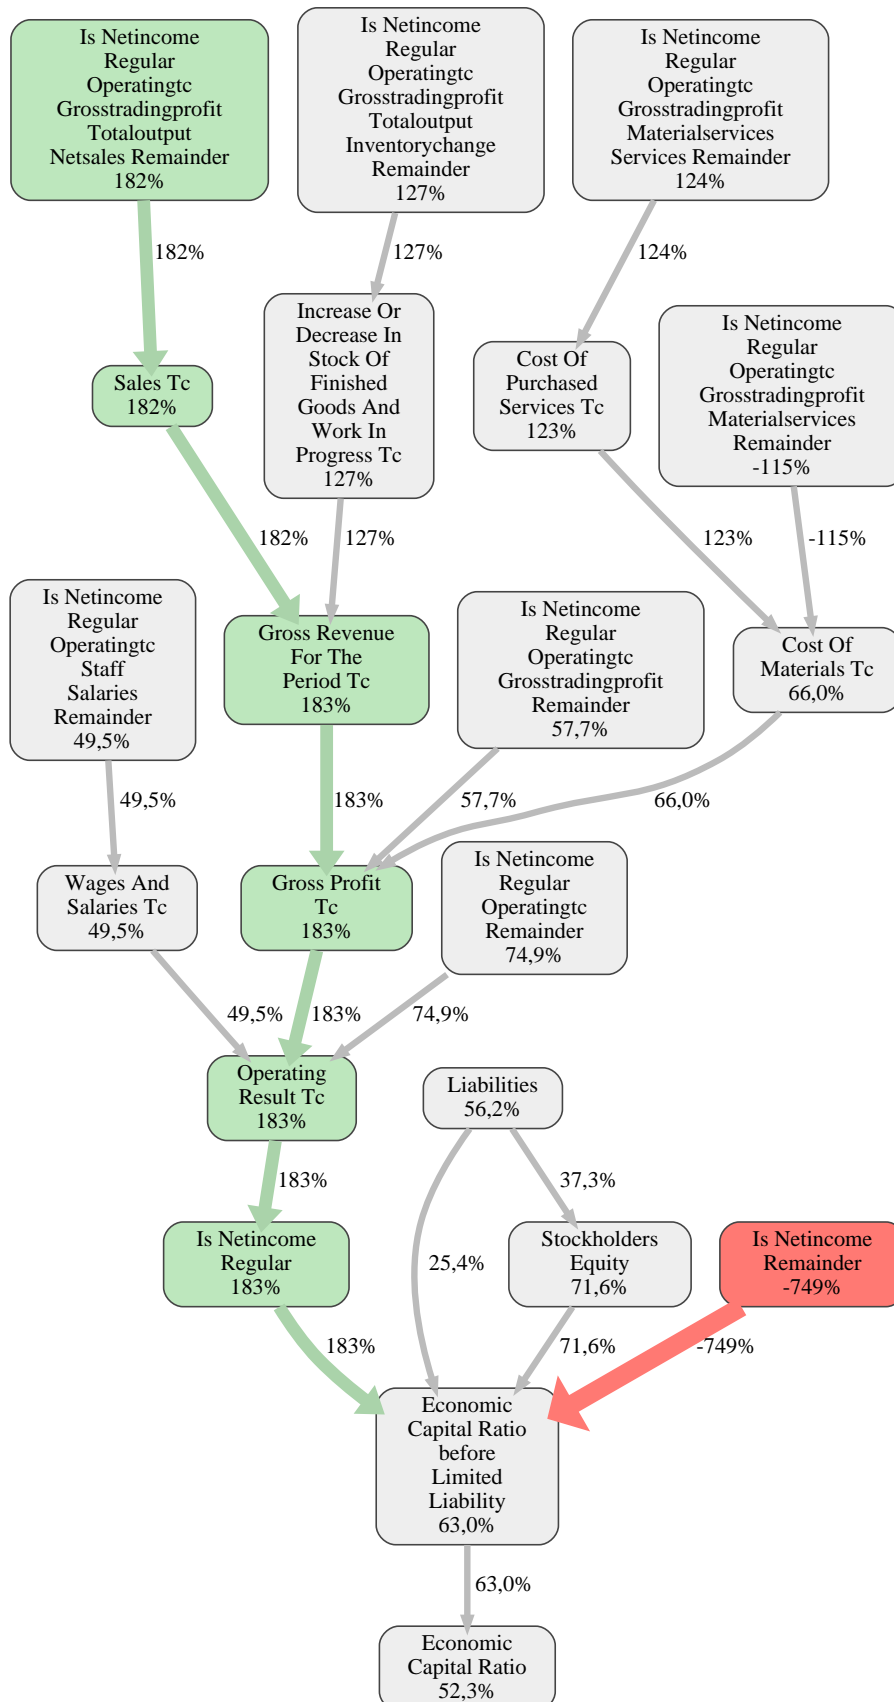 Is Netincome
Regular
Operatingtc
Grosstradingprofit
Totaloutput
Netsales Remainder
182%
Is Netincome
Regular
Operatingtc
Grosstradingprofit
Totaloutput
Inventorychange
Remainder
127%
Is Netincome
Regular
Operatingtc
Grosstradingprofit
Materialservices
Services Remainder
124%
182%
127%
124%
Sales Tc
182%
Increase Or
Decrease In
Stock Of
Finished
Goods And
Work In
Progress Tc
127%
Cost Of
Purchased
Services Tc
123%
Is Netincome
Regular
Operatingtc
Grosstradingprofit
Materialservices
Remainder
-115%
182%
127%
123%
-115%
Is Netincome
Regular
Operatingtc
Staff
Salaries
Remainder
49,5%
Gross Revenue
For The
Period Tc
183%
Is Netincome
Regular
Operatingtc
Grosstradingprofit
Remainder
57,7%
Cost Of
Materials Tc
66,0%
49,5%
183%
57,7%
66,0%
Wages And
Salaries Tc
49,5%
Gross Profit
Tc
183%
Is Netincome
Regular
Operatingtc
Remainder
74,9%
49,5%
183%
74,9%
Operating
Result Tc
183%
Liabilities
56,2%
183%
37,3%
Is Netincome
Regular
183%
25,4%
Stockholders
Equity
71,6%
Is Netincome
Remainder
-749%
183%
71,6%
-749%
Economic
Capital Ratio
before
Limited
Liability
63,0%
63,0%
Economic
Capital Ratio
52,3%